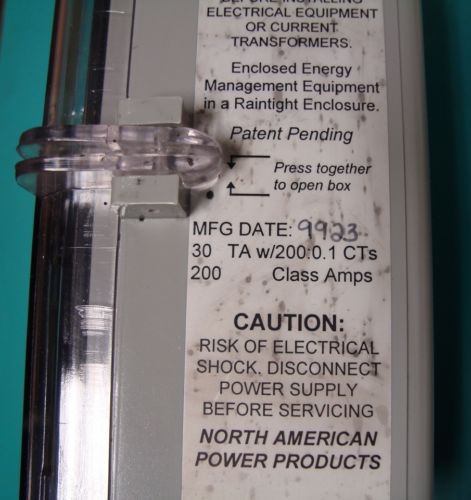 BEFORE INSTALLING
ELECTRICAL EQUIPMENT
OR CURRENT
TRANSFORMERS.
Enclosed Energy
Management Equipment
in a Raintight Enclosure.
Patent Pending
Press together
to open box
MFG DATE: 9923
30 TA w/200:0.1 CTs
200 Class Amps
CAUTION:
RISK OF ELECTRICAL
SHOCK. DISCONNECT
POWER SUPPLY
BEFORE SERVICING
NORTH AMERICAN
POWER PRODUCTS